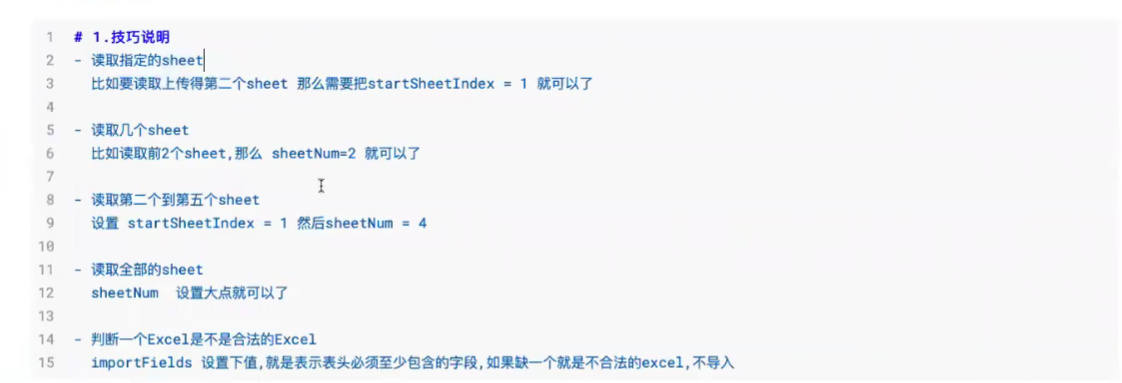 1 # 1.技巧说明
2 - 读取指定的sheet
3 比如要读取上传得第二个sheet 那么需要把startSheetIndex = 1 就可以了
4
5 - 读取几个sheet
6 比如读取前2个sheet,那么 sheetNum=2 就可以了
7
8 - 读取第二个到第五个sheet
9 设置 startSheetIndex = 1 然后sheetNum = 4
10
11 - 读取全部的sheet
12 sheetNum 设置大点就可以了
13
14 - 判断一个Excel是不是合法的Excel
15 importFields 设置下值,就是表示表头必须至少包含的字段,如果缺一个就是不合法的excel,不导入